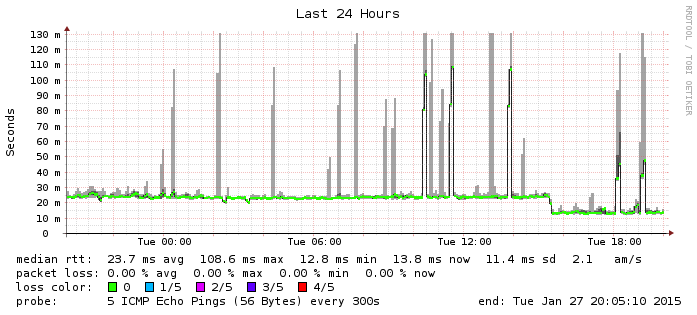 Last 24 Hours
RRDTOOL / TOBI OETIKER
Seconds
130 m
120 m
110 m
100 m
90 m
80 m
70 m
60 m
50 m
40 m
30 m
20 m
10 m
0
Tue 00:00 Tue 06:00 Tue 12:00 Tue 18:00
median rtt: 23.7 ms avg 108.6 ms max 12.8 ms min 13.8 ms now 11.4 ms sd 2.1 am/s
packet loss: 0.00 % avg 0.00 % max 0.00 % min 0.00 % now
loss color: 0 1/5 2/5 3/5 4/5
probe: 5 ICMP Echo Pings (56 Bytes) every 300s end: Tue Jan 27 20:05:10 2015